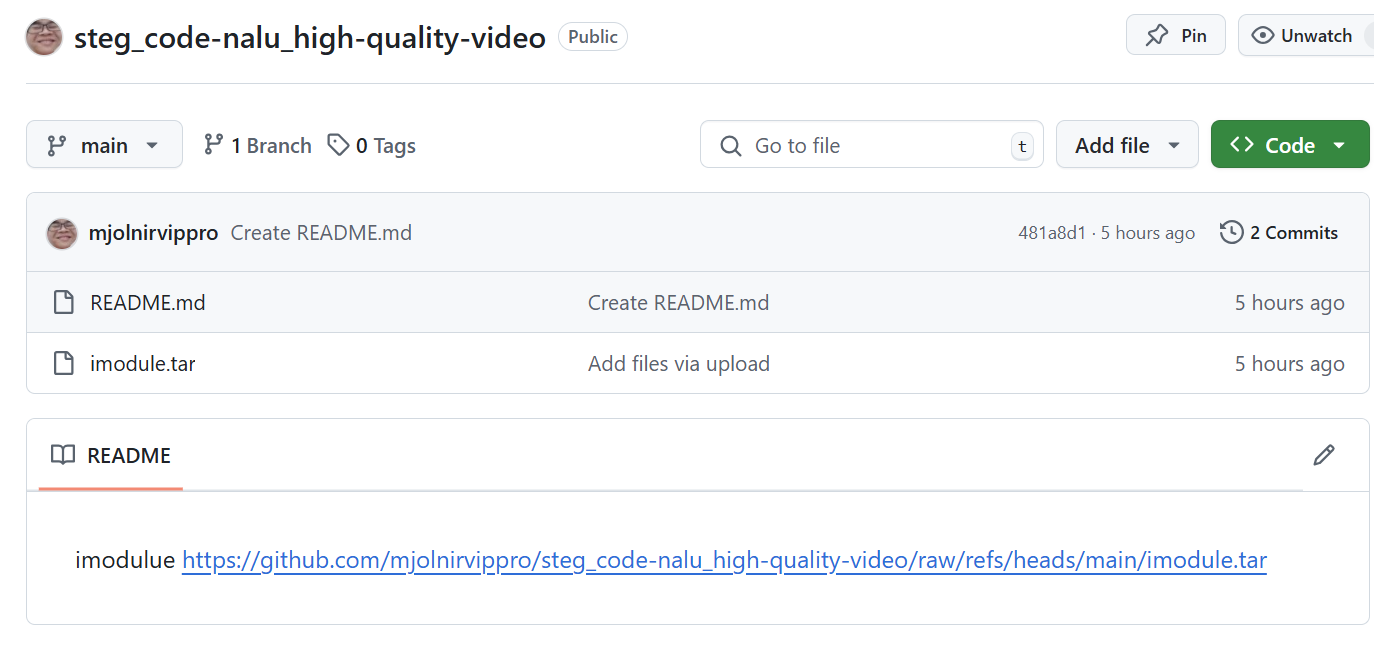 steg_code-nalu_high-quality-video Public Pin Unwatch
main 1 Branch 0 Tags Go to file t Add file Code
mjolnirvippro Create README.md 481a8d1 · 5 hours ago 2 Commits
README.md Create README.md 5 hours ago
imodule.tar Add files via upload 5 hours ago
README
imodulue https://github.com/mjolnirvippro/steg_code-nalu_high-quality-video/raw/refs/heads/main/imodule.tar